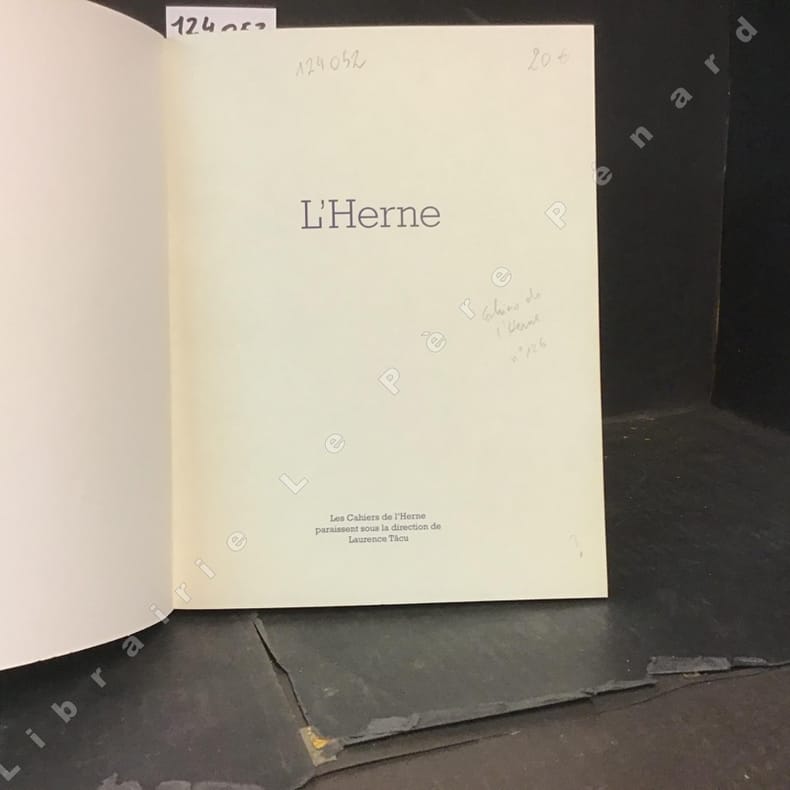 124052
124052
20 €
L'Herne
Cahiers de
l'Herne
n° 126
Les Cahiers de l'Herne
paraissent sous la direction de
Laurence Tâcu
Librairie Le Père Pénard